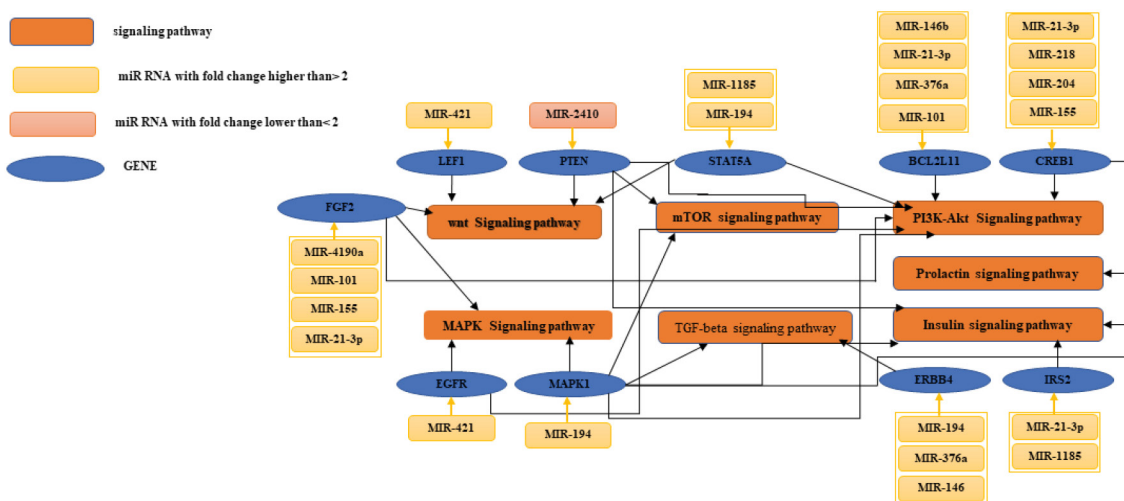 signaling pathway
miR RNA with fold change higher than> 2
miR RNA with fold change lower than< 2
GENE
MIR-421
MIR-2410
MIR-1185
MIR-194
MIR-146b
MIR-21-3p
MIR-376a
MIR-101
MIR-21-3p
MIR-218
MIR-204
MIR-155
LEF1
PTEN
STAT5A
BCL2L11
CREB1
FGF2
wnt Signaling pathway
mTOR signaling pathway
PI3K-Akt Signaling pathway
MIR-4190a
MIR-101
MIR-155
MIR-21-3p
Prolactin signaling pathway
MAPK Signaling pathway
TGF-beta signaling pathway
Insulin signaling pathway
EGFR
MAPK1
ERBB4
IRS2
MIR-421
MIR-194
MIR-194
MIR-376a
MIR-146
MIR-21-3p
MIR-1185